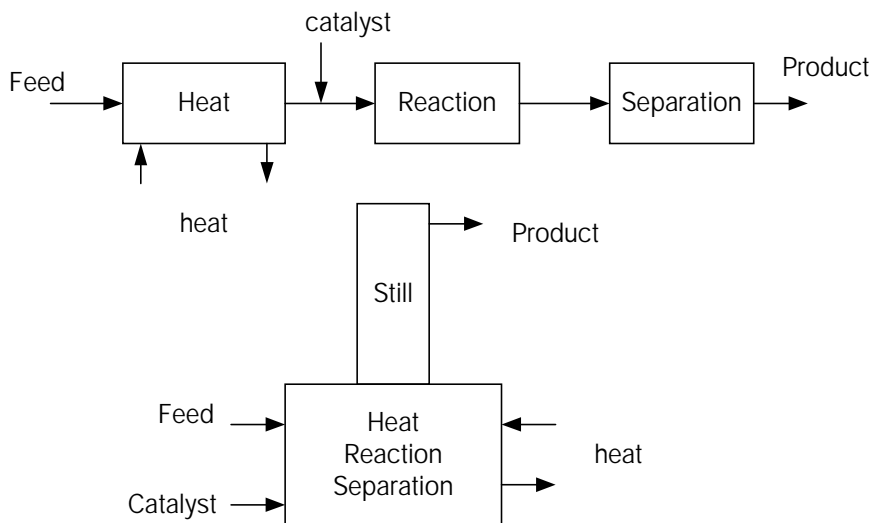 catalyst
Feed
Heat
Reaction
Separation
Product
heat
Product
Still
Feed
Heat
Reaction
Separation
heat
Catalyst